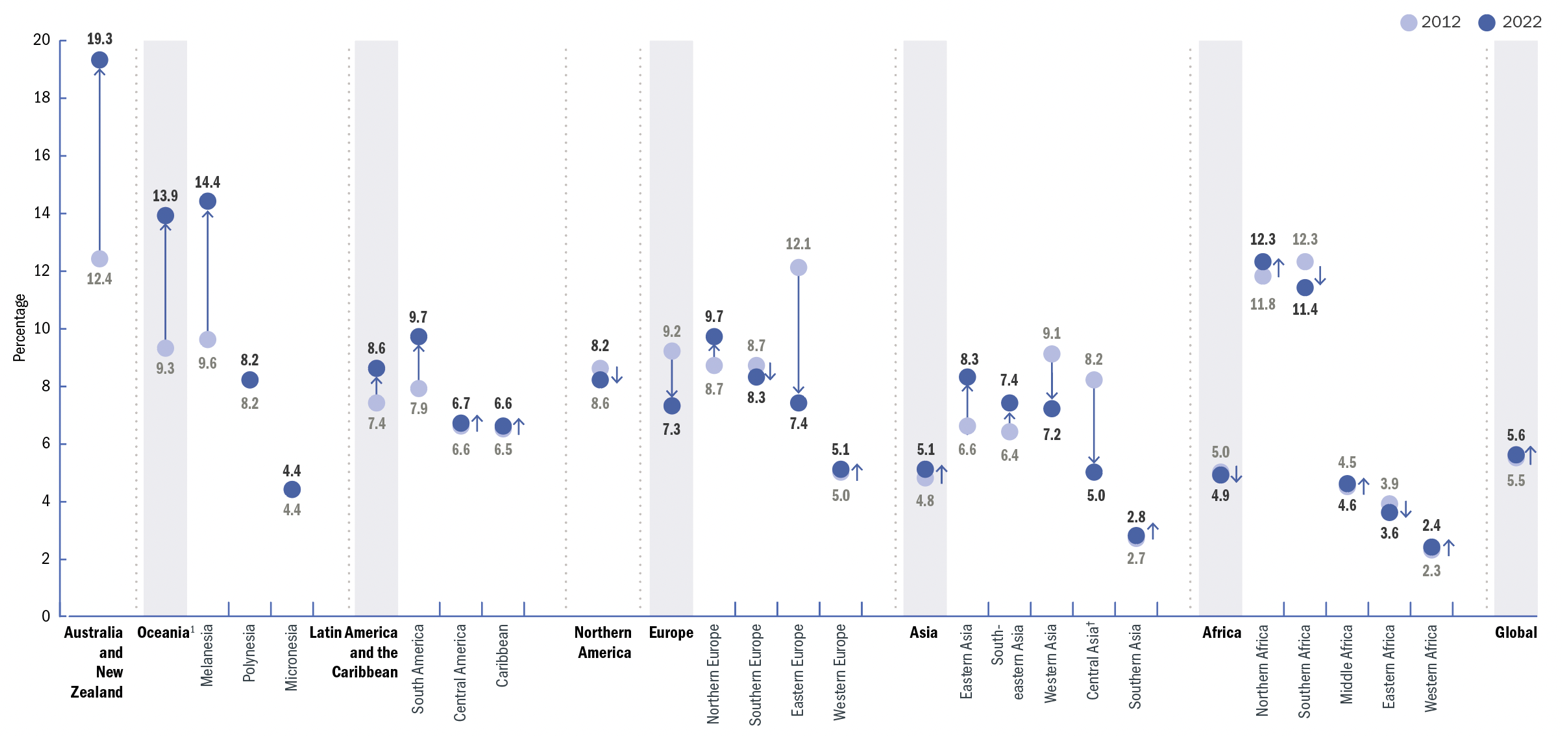 2012 2022
Percentage
20
18
16
14
12
10
8
6
4
2
0
19.3
12.4
13.9
9.3
14.4
9.6
8.2
8.2
4.4
4.4
8.6
7.4
9.7
7.9
6.7
6.6
6.6
6.5
8.2
8.6
9.2
7.3
9.7
8.7
8.7
8.3
12.1
7.4
5.1
5.0
5.1
4.8
8.3
6.6
7.4
6.4
9.1
7.2
8.2
5.0
2.8
2.7
5.0
4.9
12.3
11.8
12.3
11.4
4.5
4.6
3.9
3.6
2.4
2.3
5.6
5.5
Australia
and
New
Zealand
Oceania¹
Melanesia
Polynesia
Micronesia
Latin America
and the
Caribbean
South America
Central America
Caribbean
Northern
America
Europe
Northern Europe
Southern Europe
Eastern Europe
Western Europe
Asia
Eastern Asia
South-
eastern Asia
Western Asia
Central Asia†
Southern Asia
Africa
Northern Africa
Southern Africa
Middle Africa
Eastern Africa
Western Africa
Global